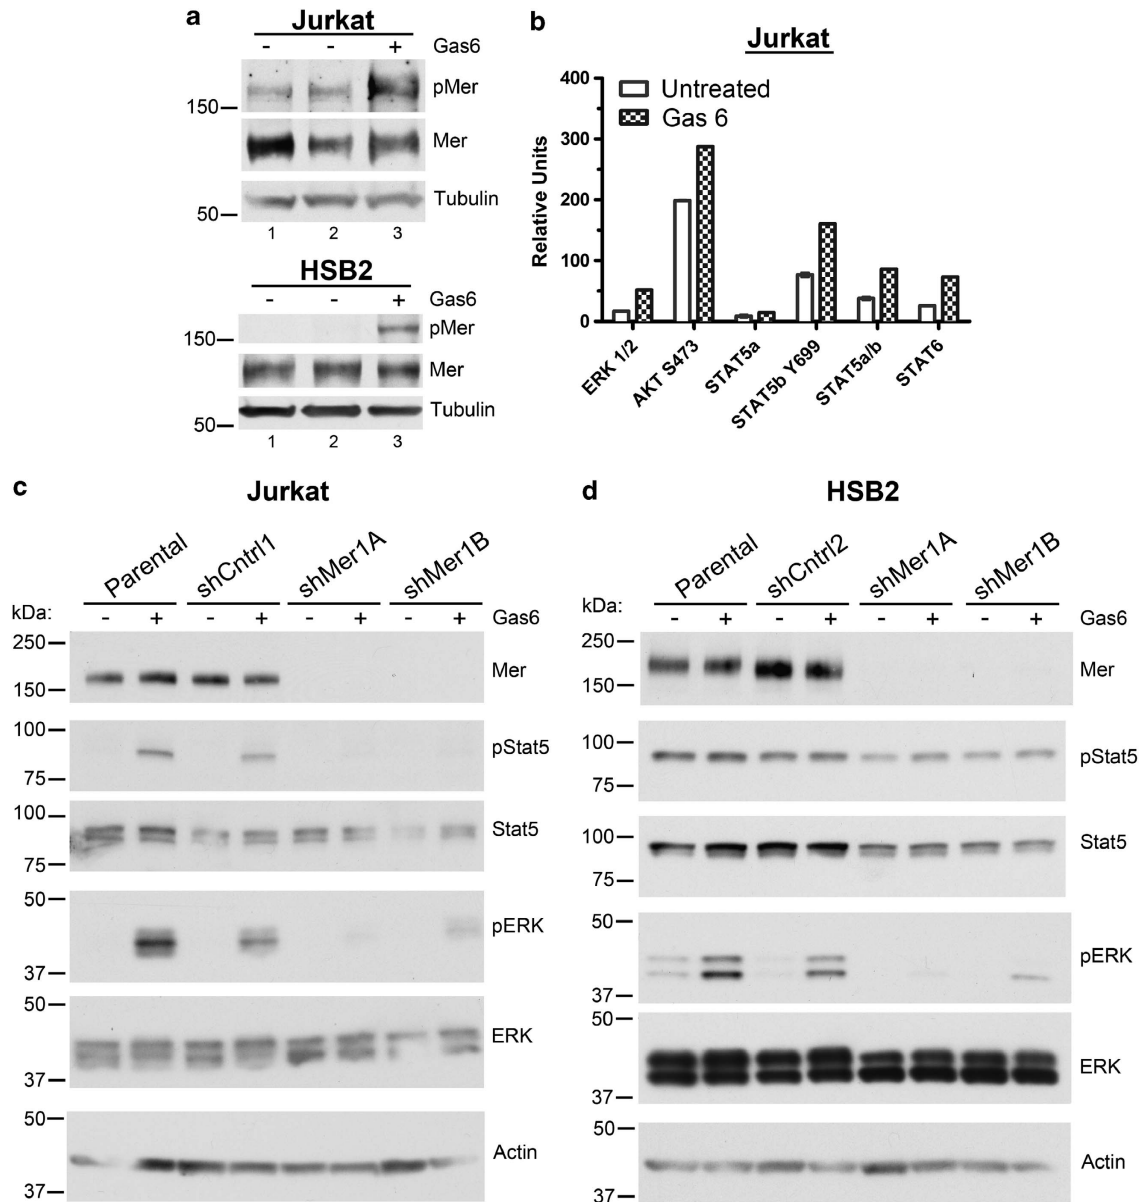 a
Jurkat
- - + Gas6
pMer
150
Mer
Tubulin
50
1 2 3
HSB2
- - + Gas6
pMer
150
Mer
Tubulin
50
1 2 3
b
Jurkat
Untreated
Gas 6
Relative Units
400
300
200
100
0
ERK 1/2
AKT S473
STAT5a
STAT5b Y699
STAT5a/b
STAT6
c
Jurkat
Parental shCntrl1 shMer1A shMer1B
kDa:
- + - + - + - + Gas6
250
Mer
150
100
pStat5
75
100
Stat5
75
50
pERK
37
50
ERK
37
50
Actin
37
d
HSB2
Parental shCntrl2 shMer1A shMer1B
kDa:
- + - + - + - + Gas6
250
Mer
150
100
pStat5
75
100
Stat5
75
50
pERK
37
50
ERK
37
50
Actin
37